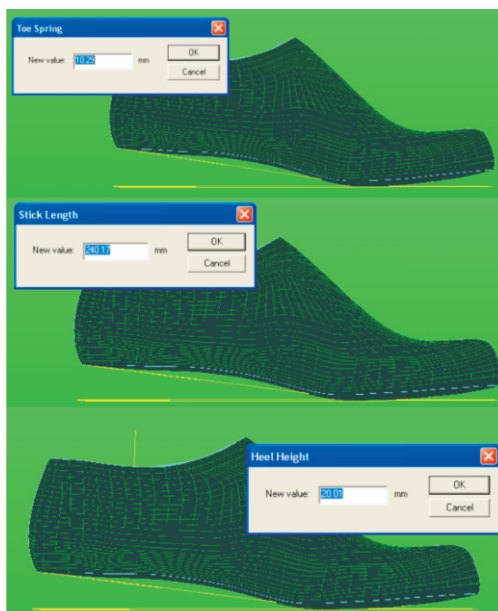 Toe Spring
New value: 10.29 mm
OK
Cancel
Stick Length
New value: 240.17 mm
OK
Cancel
Heel Height
New value: 20.01 mm
OK
Cancel